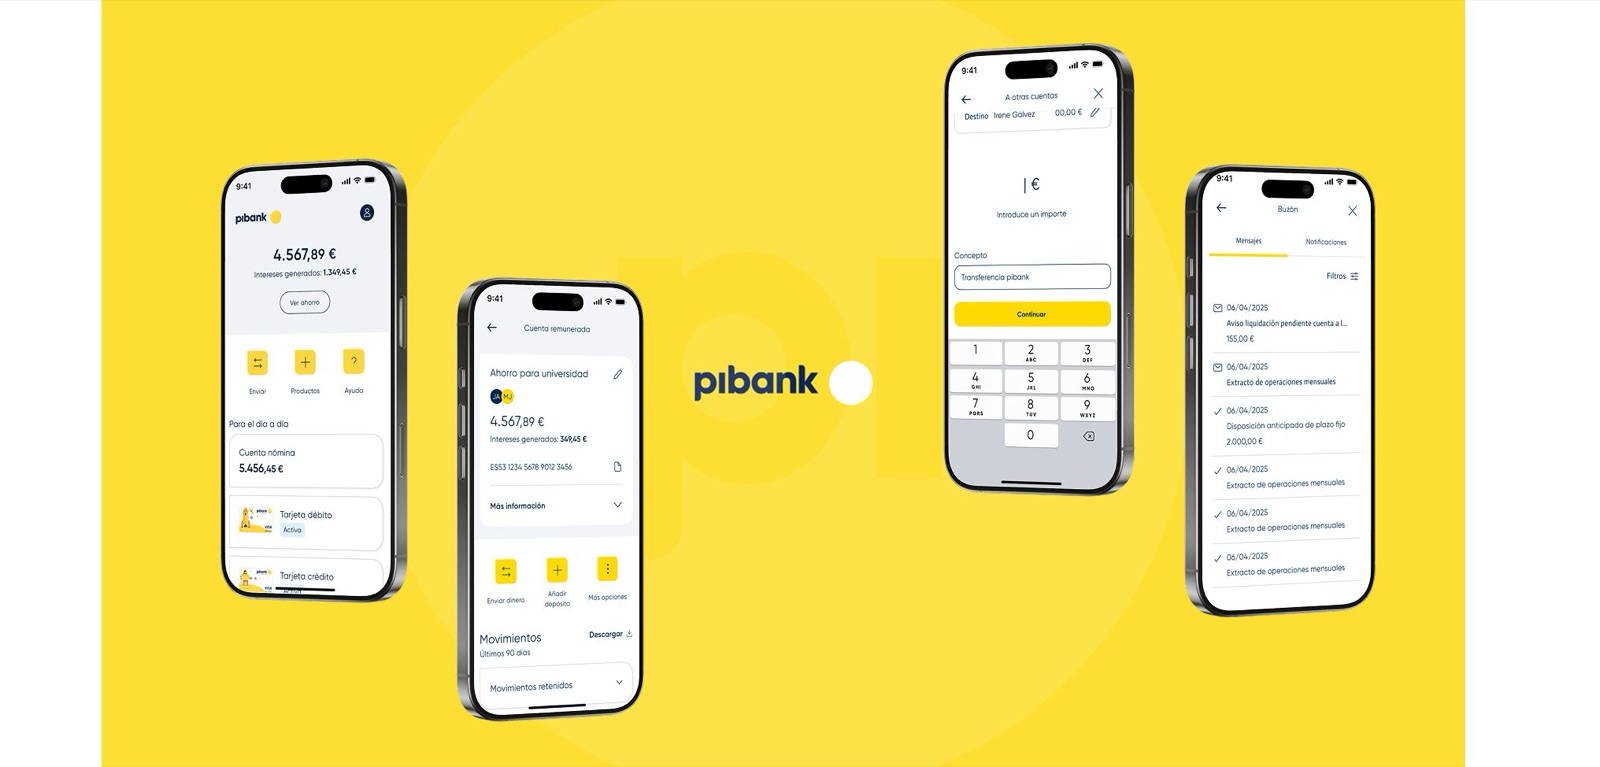 9:41
pibank
4.567,89 €
Intereses generados: 1.349,45 €
Ver ahorro
Enviar
Productos
?
Ayuda
Para el día a día
Cuenta nómina
5.456,45 €
pibank
Tarjeta débito
Activa
pibank
VISA
Tarjeta crédito
9:41
Cuenta remunerada
Ahorro para universidad
JA MJ
4.567,89 €
Intereses generados: 349,45 €
ES53 1234 5678 9012 3456
Más información
Enviar dinero
Añadir
depósito
Más opciones
Movimientos
Descargar
Últimos 90 días
Movimientos retenidos
pi
pibank
9:41
A otras cuentas
Destino Irene Gálvez 00,00 €
| €
Introduce un importe
Concepto
Transferencia pibank
Continuar
1
2
ABC
3
DEF
4
GHI
5
JKL
6
MNO
7
PQRS
8
TUV
9
WXYZ
0
9:41
Buzón
Mensajes
Notificaciones
Filtros
06/04/2025
Aviso liquidación pendiente cuenta a l...
155,00 €
06/04/2025
Extracto de operaciones mensuales
06/04/2025
Disposición anticipada de plazo fijo
2.000,00 €
06/04/2025
Extracto de operaciones mensuales
06/04/2025
Extracto de operaciones mensuales
06/04/2025
Extracto de operaciones mensuales